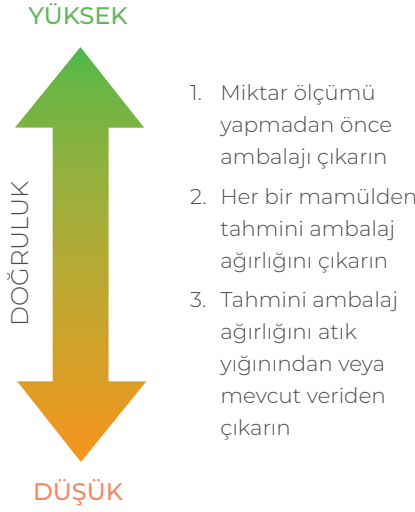 YÜKSEK
DOĞRULUK
1. Miktar ölçümü
yapmadan önce
ambalajı çıkarın
2. Her bir mamülden
tahmini ambalaj
ağırlığını çıkarın
3. Tahmini ambalaj
ağırlığını atık
yığınından veya
mevcut veriden
çıkarın
DÜŞÜK